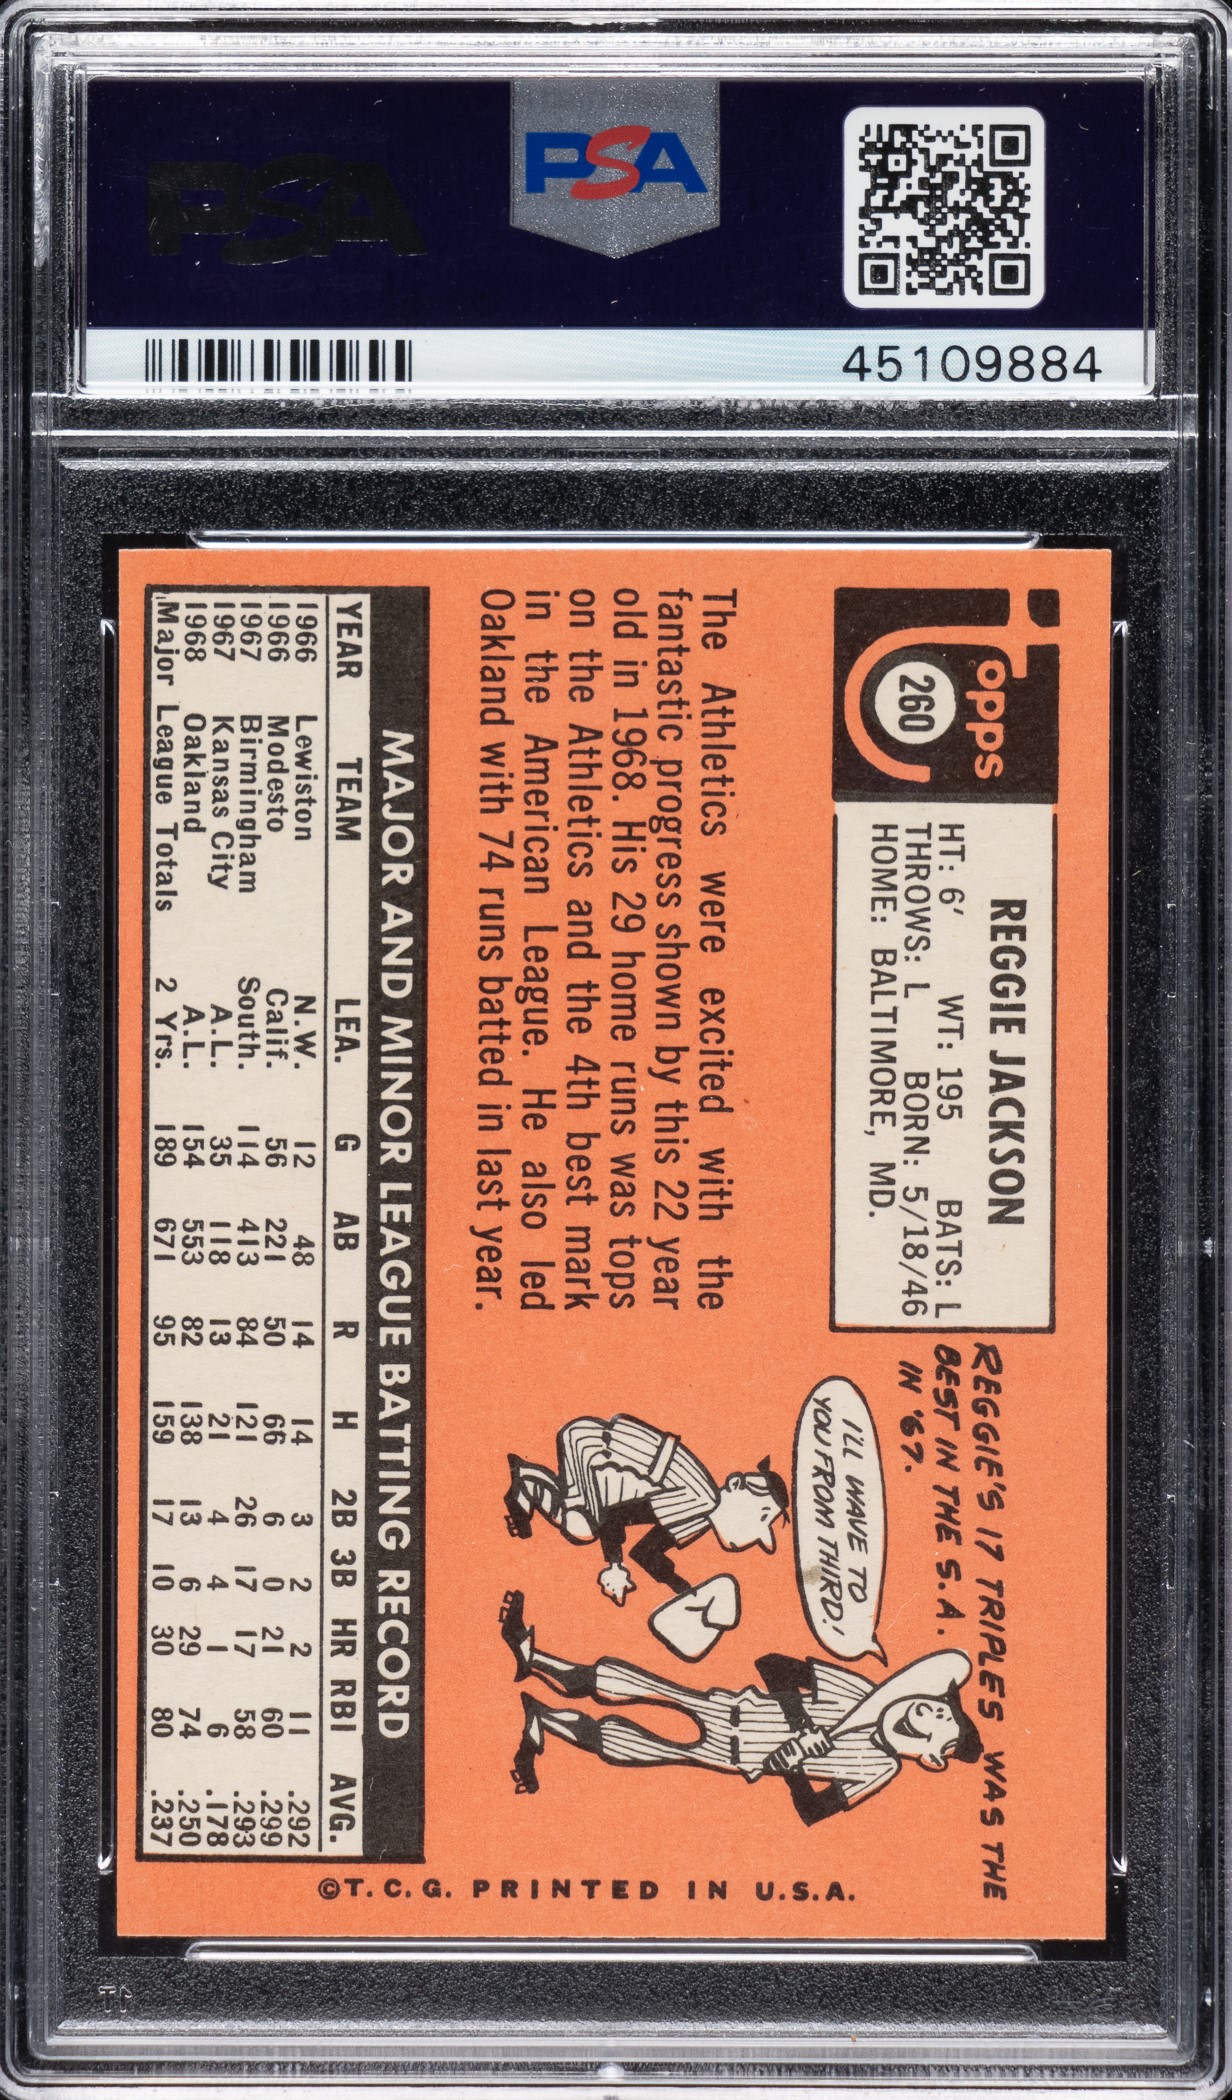 PSA
PSA
45109884
Topps
260
REGGIE JACKSON
HT: 6' WT: 195 BATS: L
THROWS: L BORN: 5/18/46
HOME: BALTIMORE, MD.
REGGIE'S 17 TRIPLES WAS THE
BEST IN THE S.A.
IN '67.
I'LL WAVE TO
YOU FROM THIRD!
The Athletics were excited with the
fantastic progress shown by this 22 year
old in 1968. His 29 home runs was tops
on the Athletics and the 4th best mark
in the American League. He also led
Oakland with 74 runs batted in last year.
MAJOR AND MINOR LEAGUE BATTING RECORD
YEAR TEAM LEA. G AB R H 2B 3B HR RBI AVG.
1966 Lewiston N.W. 12 48 14 14 3 2 2 11 .292
1966 Modesto Calif. 56 221 50 66 6 0 21 60 .299
1967 Birmingham South. 114 413 84 121 26 17 17 58 .293
1967 Kansas City A.L. 35 118 13 21 4 4 1 6 .178
1968 Oakland A.L. 154 553 82 138 13 6 29 74 .250
Major League Totals 2 Yrs. 189 671 95 159 17 10 30 80 .237
©T.C.G. PRINTED IN U.S.A.